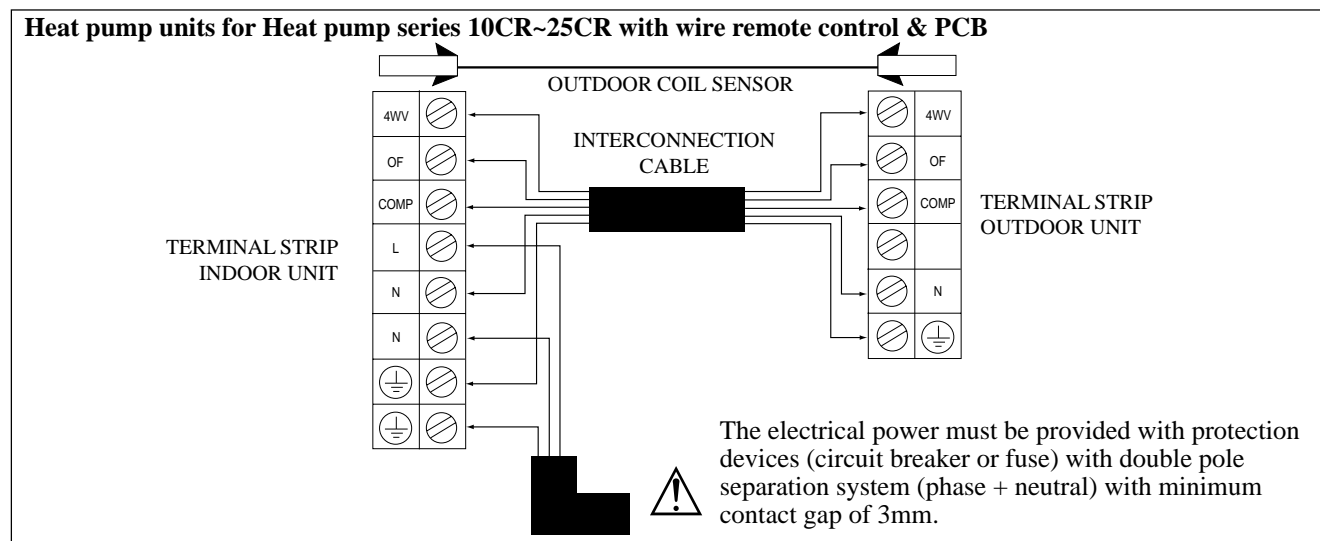 Heat pump units for Heat pump series 10CR~25CR with wire remote control & PCB
OUTDOOR COIL SENSOR
INTERCONNECTION
CABLE
TERMINAL STRIP
INDOOR UNIT
4WV
OF
COMP
L
N
N
4WV
OF
COMP
N
TERMINAL STRIP
OUTDOOR UNIT
The electrical power must be provided with protection
devices (circuit breaker or fuse) with double pole
separation system (phase + neutral) with minimum
contact gap of 3mm.